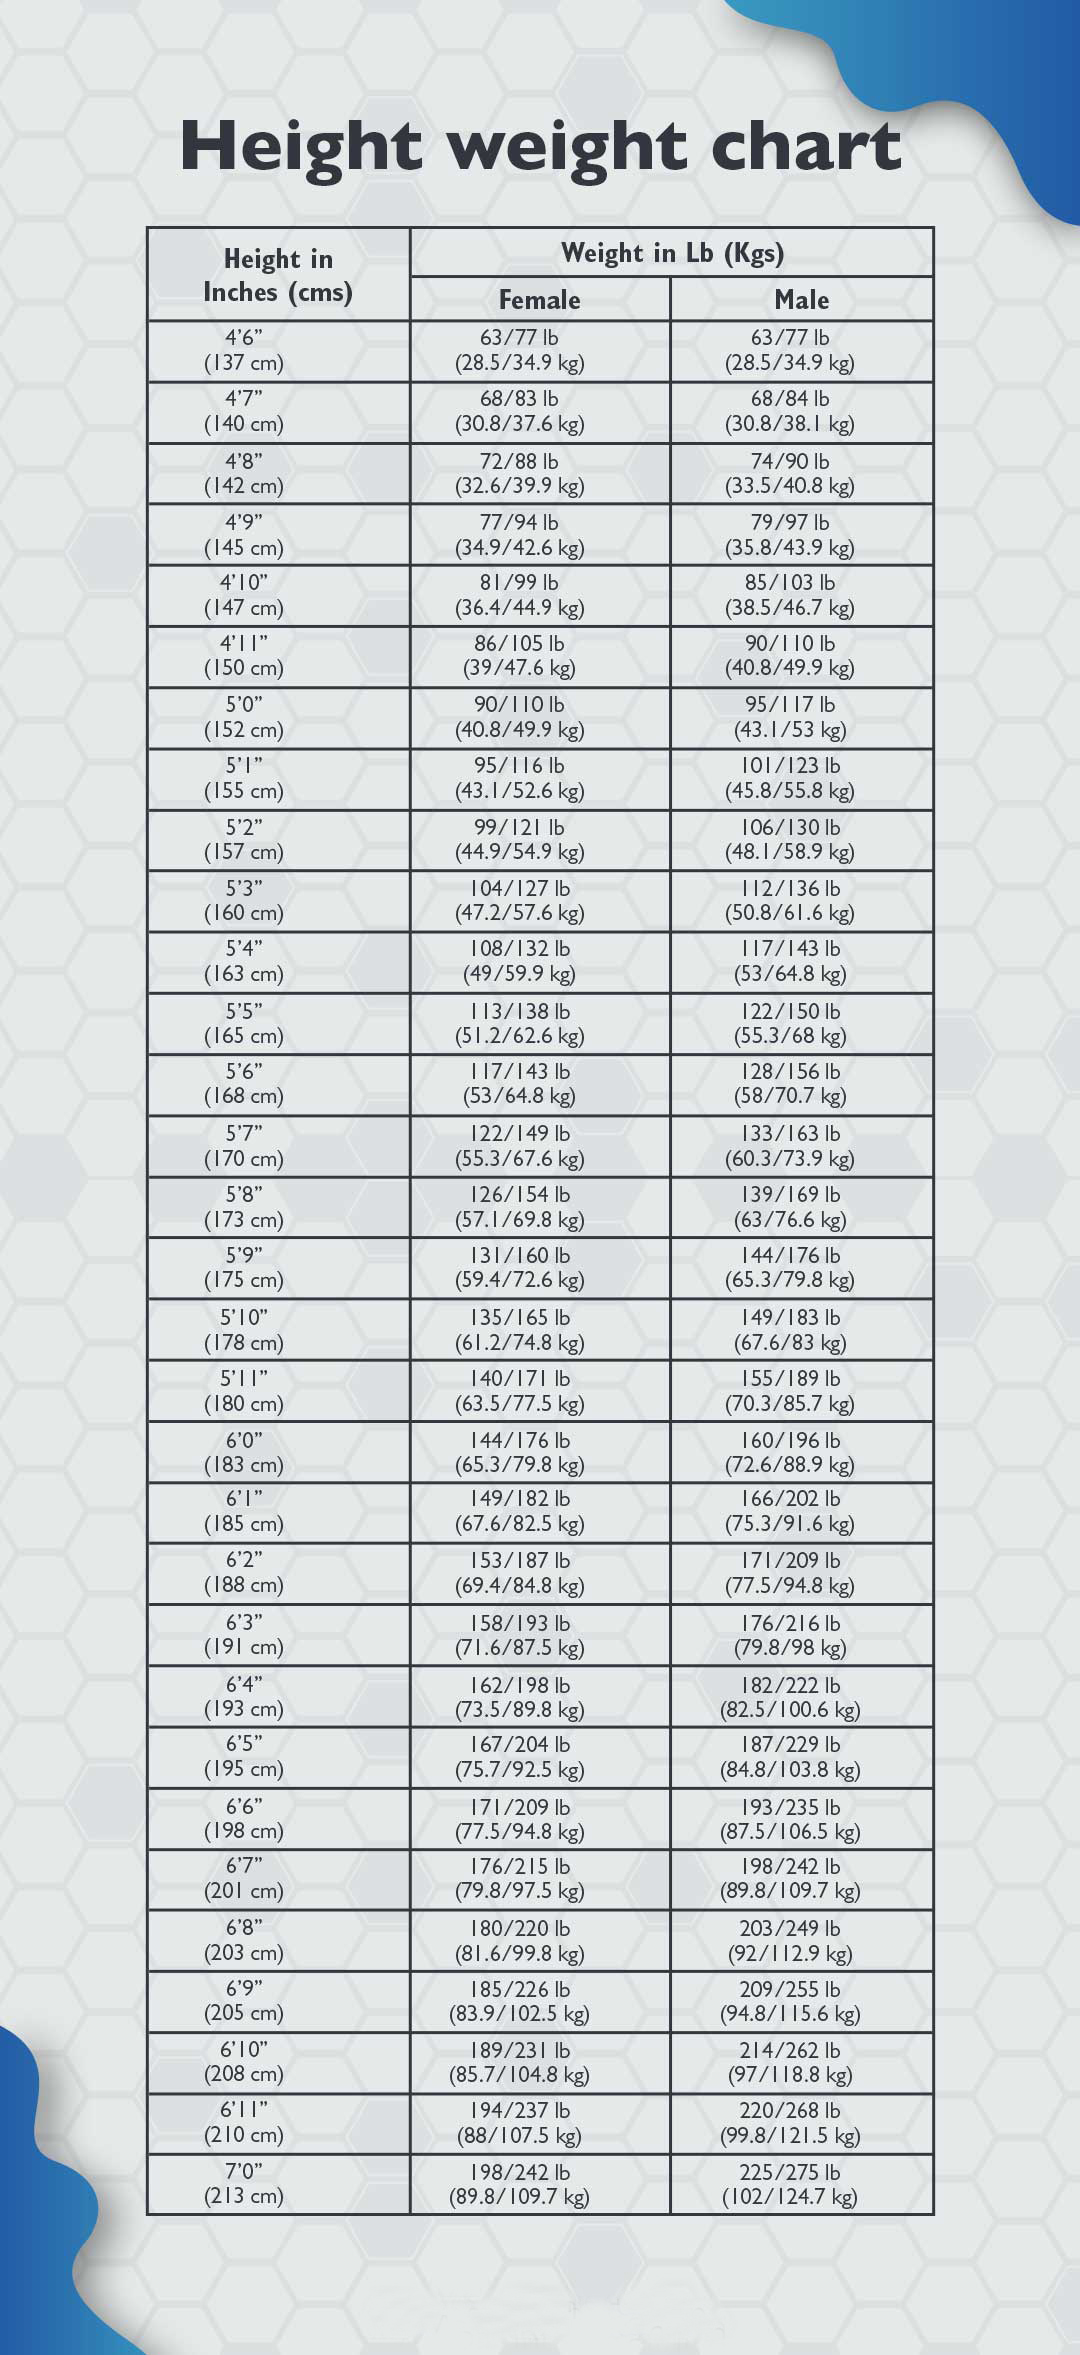 Height weight chart
Height in
Inches (cms)
Weight in Lb (Kgs)
Female
Male
4’6”
(137 cm)
63/77 lb
(28.5/34.9 kg)
63/77 lb
(28.5/34.9 kg)
4’7”
(140 cm)
68/83 lb
(30.8/37.6 kg)
68/84 lb
(30.8/38.1 kg)
4’8”
(142 cm)
72/88 lb
(32.6/39.9 kg)
74/90 lb
(33.5/40.8 kg)
4’9”
(145 cm)
77/94 lb
(34.9/42.6 kg)
79/97 lb
(35.8/43.9 kg)
4’10”
(147 cm)
81/99 lb
(36.4/44.9 kg)
85/103 lb
(38.5/46.7 kg)
4’11”
(150 cm)
86/105 lb
(39/47.6 kg)
90/110 lb
(40.8/49.9 kg)
5’0”
(152 cm)
90/110 lb
(40.8/49.9 kg)
95/117 lb
(43.1/53 kg)
5’1”
(155 cm)
95/116 lb
(43.1/52.6 kg)
101/123 lb
(45.8/55.8 kg)
5’2”
(157 cm)
99/121 lb
(44.9/54.9 kg)
106/130 lb
(48.1/58.9 kg)
5’3”
(160 cm)
104/127 lb
(47.2/57.6 kg)
112/136 lb
(50.8/61.6 kg)
5’4”
(163 cm)
108/132 lb
(49/59.9 kg)
117/143 lb
(53/64.8 kg)
5’5”
(165 cm)
113/138 lb
(51.2/62.6 kg)
122/150 lb
(55.3/68 kg)
5’6”
(168 cm)
117/143 lb
(53/64.8 kg)
128/156 lb
(58/70.7 kg)
5’7”
(170 cm)
122/149 lb
(55.3/67.6 kg)
133/163 lb
(60.3/73.9 kg)
5’8”
(173 cm)
126/154 lb
(57.1/69.8 kg)
139/169 lb
(63/76.6 kg)
5’9”
(175 cm)
131/160 lb
(59.4/72.6 kg)
144/176 lb
(65.3/79.8 kg)
5’10”
(178 cm)
135/165 lb
(61.2/74.8 kg)
149/183 lb
(67.6/83 kg)
5’11”
(180 cm)
140/171 lb
(63.5/77.5 kg)
155/189 lb
(70.3/85.7 kg)
6’0”
(183 cm)
144/176 lb
(65.3/79.8 kg)
160/196 lb
(72.6/88.9 kg)
6’1”
(185 cm)
149/182 lb
(67.6/82.5 kg)
166/202 lb
(75.3/91.6 kg)
6’2”
(188 cm)
153/187 lb
(69.4/84.8 kg)
171/209 lb
(77.5/94.8 kg)
6’3”
(191 cm)
158/193 lb
(71.6/87.5 kg)
176/216 lb
(79.8/98 kg)
6’4”
(193 cm)
162/198 lb
(73.5/89.8 kg)
182/222 lb
(82.5/100.6 kg)
6’5”
(195 cm)
167/204 lb
(75.7/92.5 kg)
187/229 lb
(84.8/103.8 kg)
6’6”
(198 cm)
171/209 lb
(77.5/94.8 kg)
193/235 lb
(87.5/106.5 kg)
6’7”
(201 cm)
176/215 lb
(79.8/97.5 kg)
198/242 lb
(89.8/109.7 kg)
6’8”
(203 cm)
180/220 lb
(81.6/99.8 kg)
203/249 lb
(92/112.9 kg)
6’9”
(205 cm)
185/226 lb
(83.9/102.5 kg)
209/255 lb
(94.8/115.6 kg)
6’10”
(208 cm)
189/231 lb
(85.7/104.8 kg)
214/262 lb
(97/118.8 kg)
6’11”
(210 cm)
194/237 lb
(88/107.5 kg)
220/268 lb
(99.8/121.5 kg)
7’0”
(213 cm)
198/242 lb
(89.8/109.7 kg)
225/275 lb
(102/124.7 kg)